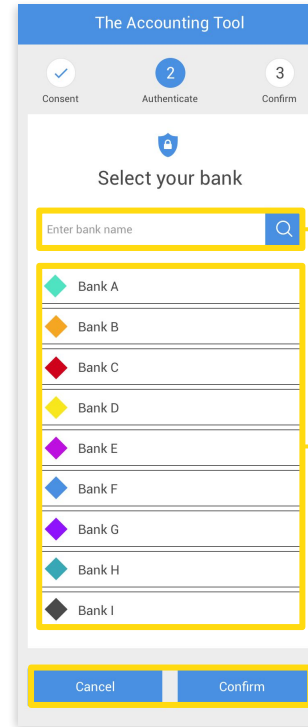 The Accounting Tool
2 3
Consent Authenticate Confirm
Select your bank
Enter bank name
Bank A
Bank B
Bank C
Bank D
Bank E
Bank F
Bank G
Bank H
Bank I
Cancel Confirm